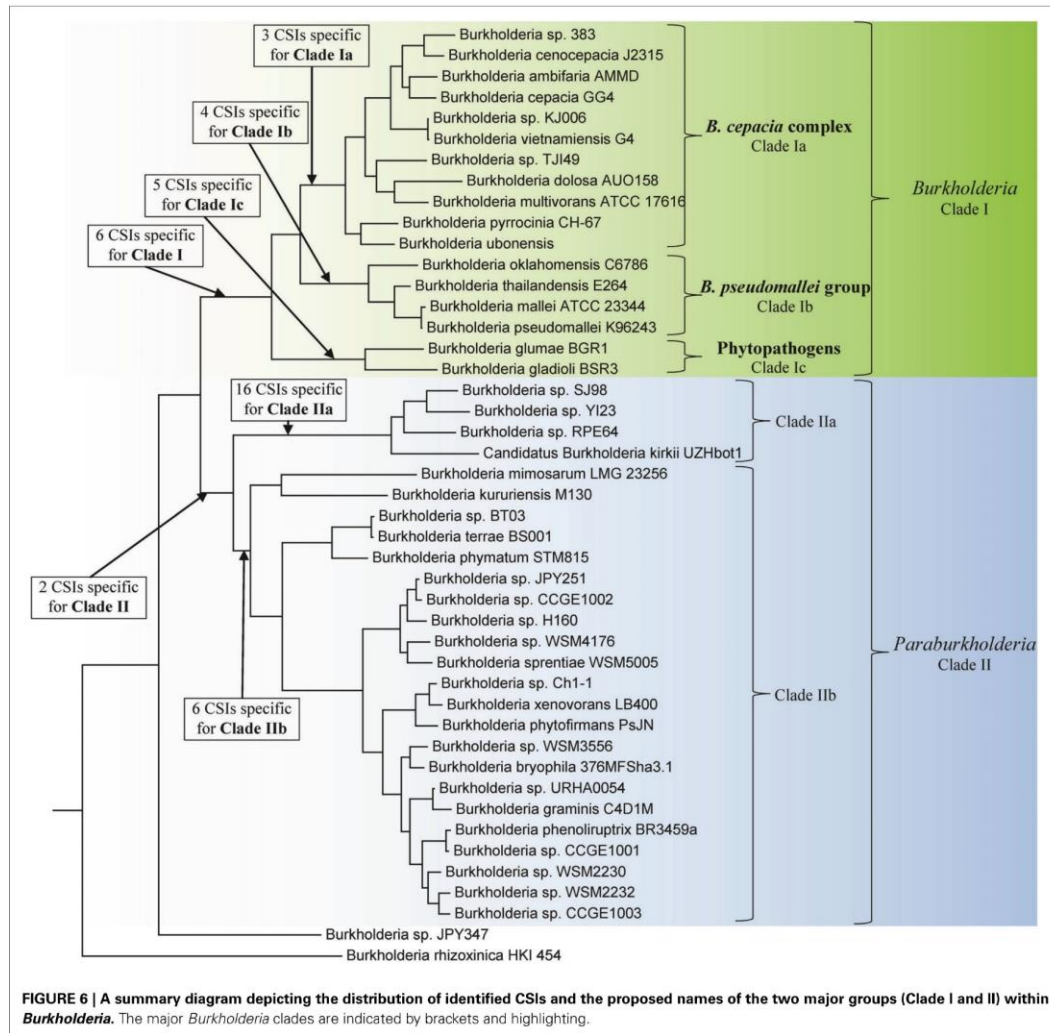 3 CSIs specific
for Clade Ia
4 CSIs specific
for Clade Ib
5 CSIs specific
for Clade Ic
6 CSIs specific
for Clade I
16 CSIs specific
for Clade IIa
2 CSIs specific
for Clade II
6 CSIs specific
for Clade IIb
Burkholderia sp. 383
Burkholderia cenocepacia J2315
Burkholderia ambifaria AMMD
Burkholderia cepacia GG4
Burkholderia sp. KJ006
Burkholderia vietnamiensis G4
Burkholderia sp. TJI49
Burkholderia dolosa AUO158
Burkholderia multivorans ATCC 17616
Burkholderia pyrrocinia CH-67
Burkholderia ubonensis
Burkholderia oklahomensis C6786
Burkholderia thailandensis E264
Burkholderia mallei ATCC 23344
Burkholderia pseudomallei K96243
Burkholderia glumae BGR1
Burkholderia gladioli BSR3
Burkholderia sp. SJ98
Burkholderia sp. YI23
Burkholderia sp. RPE64
Candidatus Burkholderia kirkii UZHbot1
Burkholderia mimosarum LMG 23256
Burkholderia kururiensis M130
Burkholderia sp. BT03
Burkholderia terrae BS001
Burkholderia phymatum STM815
Burkholderia sp. JPY251
Burkholderia sp. CCGE1002
Burkholderia sp. H160
Burkholderia sp. WSM4176
Burkholderia sprentiae WSM5005
Burkholderia sp. Ch1-1
Burkholderia xenovorans LB400
Burkholderia phytofirmans PsJN
Burkholderia sp. WSM3556
Burkholderia bryophila 376MFSha3.1
Burkholderia sp. URHA0054
Burkholderia graminis C4D1M
Burkholderia phenoliruptrix BR3459a
Burkholderia sp. CCGE1001
Burkholderia sp. WSM2230
Burkholderia sp. WSM2232
Burkholderia sp. CCGE1003
Burkholderia sp. JPY347
Burkholderia rhizoxinica HKI 454
B. cepacia complex
Clade Ia
B. pseudomallei group
Clade Ib
Phytopathogens
Clade Ic
Clade IIa
Clade IIb
Burkholderia
Clade I
Paraburkholderia
Clade II
FIGURE 6 | A summary diagram depicting the distribution of identified CSIs and the proposed names of the two major groups (Clade I and II) within
Burkholderia. The major Burkholderia clades are indicated by brackets and highlighting.